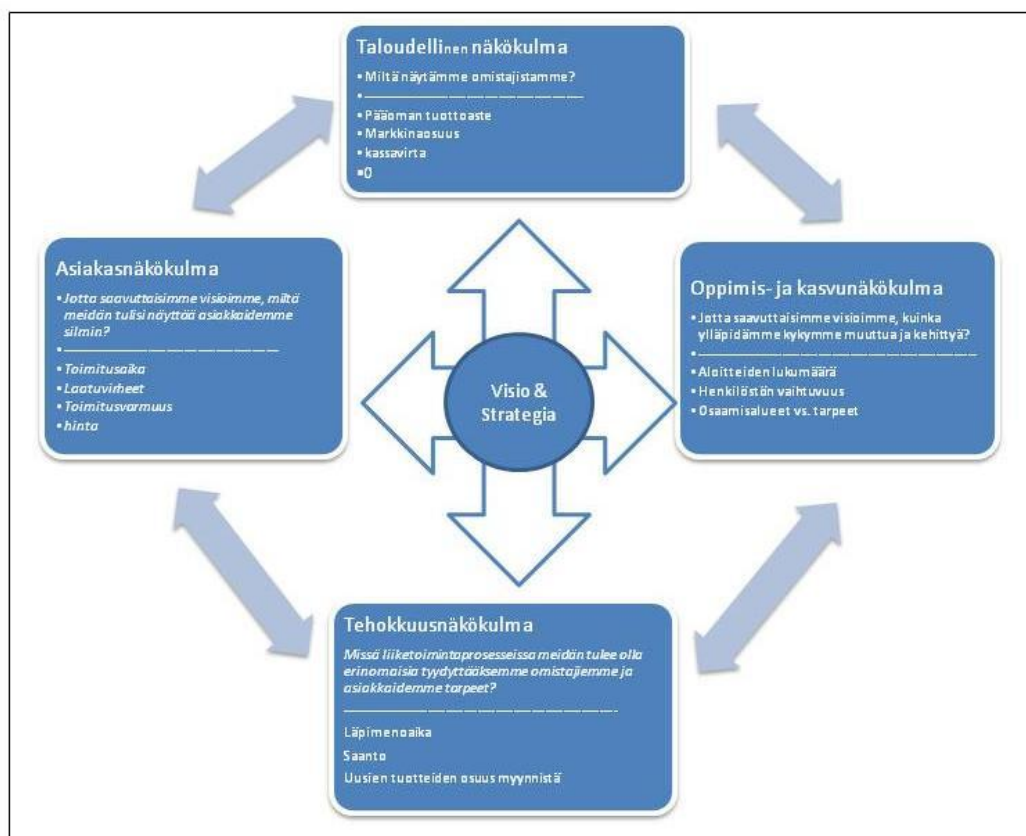 Taloudellinen näkökulma
• Miltä näytämme omistajistamme?
• ——————————————
• Pääoman tuottoaste
• Markkinaosuus
• kassavirta
• 0
Asiakasnäkökulma
• Jotta saavuttaisimme visioimme, miltä
meidän tulisi näyttää asiakkaidemme
silmin?
• ——————————————
• Toimitusaika
• Laatuvirheet
• Toimitusvarmuus
• hinta
Visio &
Strategia
Oppimis- ja kasvunäkökulma
• Jotta saavuttaisimme visioimme, kuinka
ylläpidämme kykymme muuttua ja kehittyä?
• ——————————————————
• Aloitteiden lukumäärä
• Henkilöstön vaihtuvuus
• Osaamisalueet vs. tarpeet
Tehokkuusnäkökulma
Missä liiketoimintaprosesseissa meidän tulee olla
erinomaisia tyydyttääksemme omistajiemme ja
asiakkaidemme tarpeet?
——————————————————-
Läpimenoaika
Saanto
Uusien tuotteiden osuus myynnistä